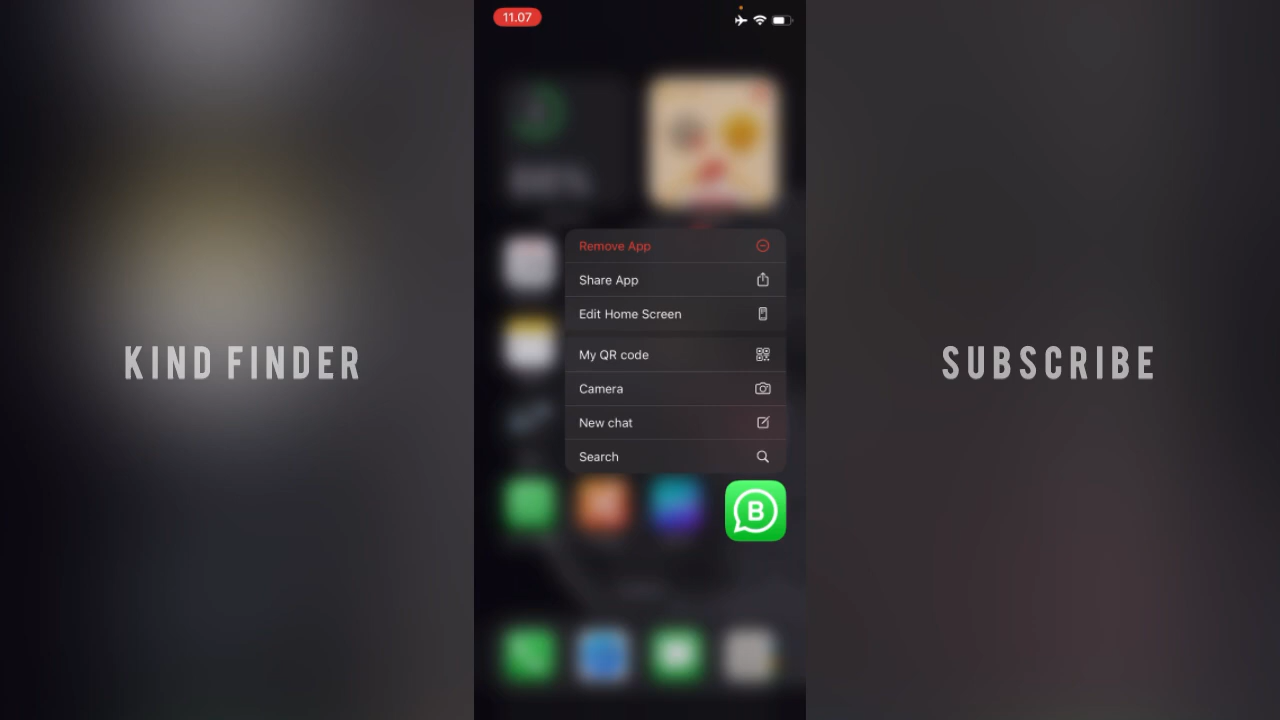 11.07
Remove App
Share App
Edit Home Screen
My QR code
Camera
New chat
Search
B
KIND FINDER
SUBSCRIBE